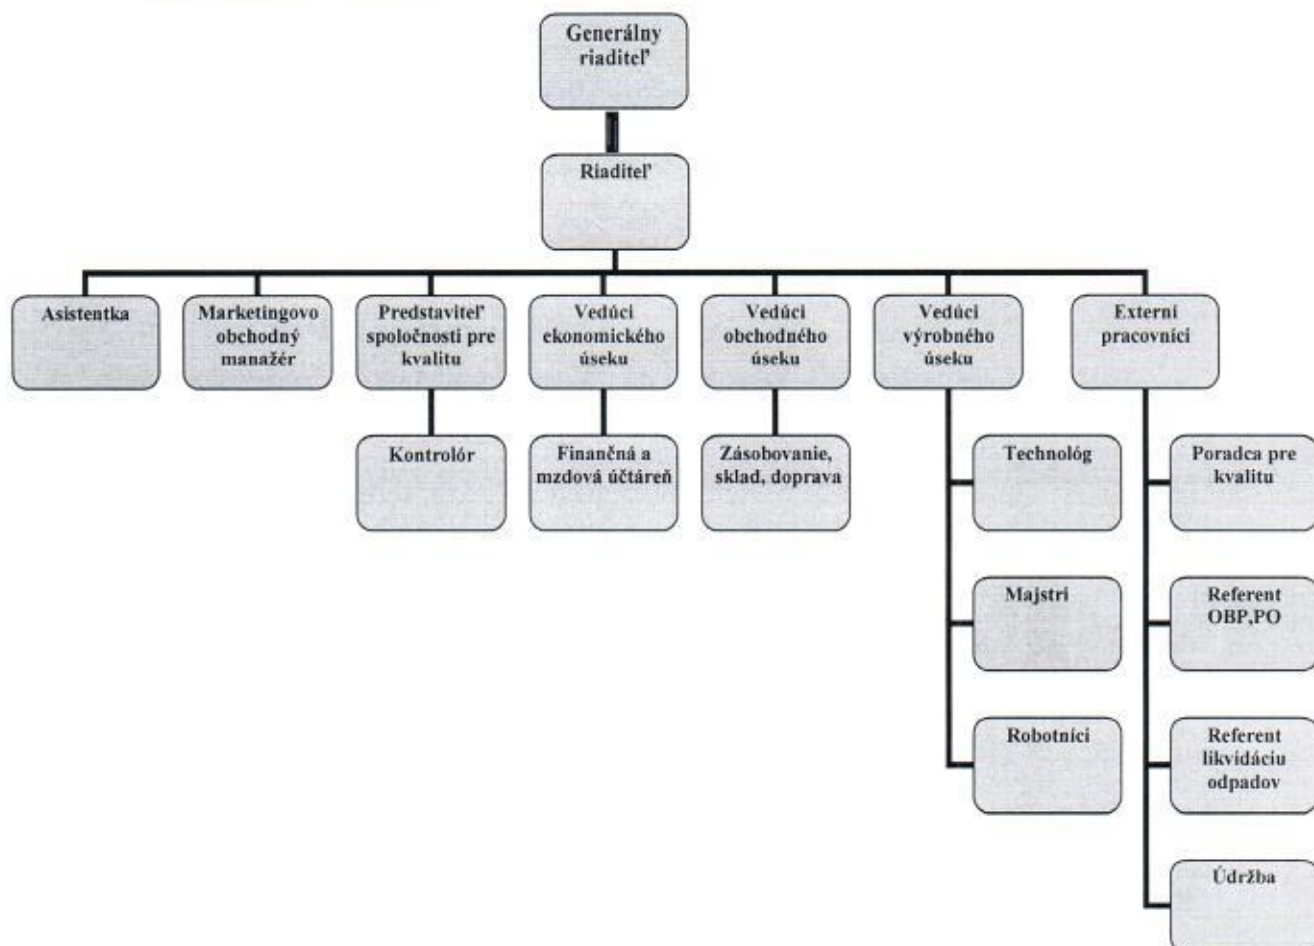 Generálny
riaditeľ
Riaditeľ
Asistentka
Marketingovo
obchodný
manažér
Predstaviteľ
spoločnosti pre
kvalitu
Vedúci
ekonomického
úseku
Vedúci
obchodného
úseku
Vedúci
výrobného
úseku
Externí
pracovníci
Kontrolór
Finančná a
mzdová účtáreň
Zásobovanie,
sklad, doprava
Technológ
Poradca pre
kvalitu
Majstri
Referent
OBP,PO
Robotníci
Referent
likvidáciu
odpadov
Údržba